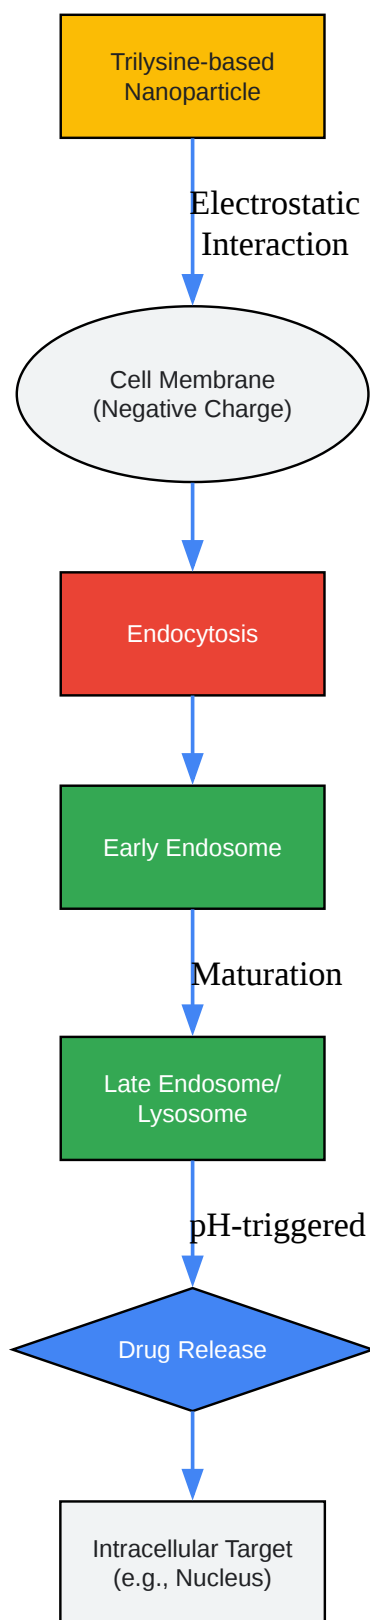 Trilysine-based
Nanoparticle
Electrostatic
Interaction
Cell Membrane
(Negative Charge)
Endocytosis
Early Endosome
Maturation
Late Endosome/
Lysosome
pH-triggered
Drug Release
Intracellular Target
(e.g., Nucleus)